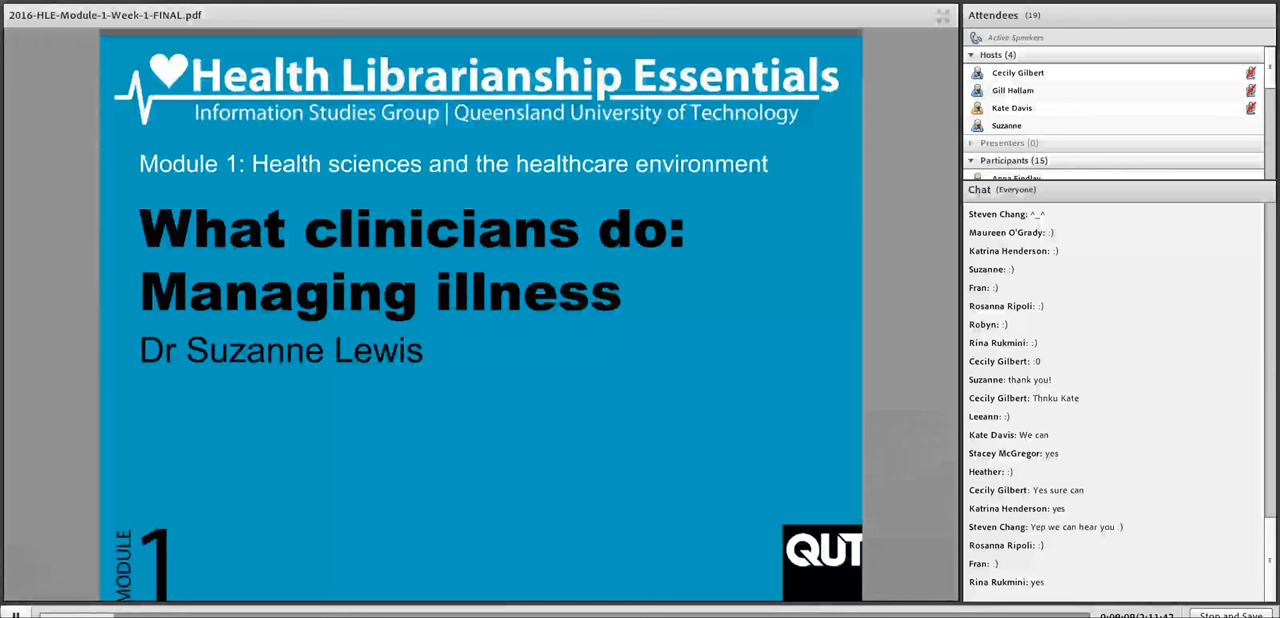 2016-HLE-Module-1-Week-1-FINAL.pdf
Health Librarianship Essentials
Information Studies Group | Queensland University of Technology
Module 1: Health sciences and the healthcare environment
What clinicians do:
Managing illness
Dr Suzanne Lewis
MODULE 1
QUT
Attendees (19)
Active Speakers
Hosts (4)
Cecily Gilbert
Gill Hallam
Kate Davis
Suzanne
Presenters (0)
Participants (15)
Anna Findlay
Chat (Everyone)
Steven Chang: ^_^
Maureen O'Grady: :)
Katrina Henderson: :)
Suzanne: :)
Fran: :)
Rosanna Ripoli: :)
Robyn: :)
Rina Rukmini: :)
Cecily Gilbert: :0
Suzanne: thank you!
Cecily Gilbert: Thnku Kate
Leeann: :)
Kate Davis: We can
Stacey McGregor: yes
Heather: :)
Cecily Gilbert: Yes sure can
Katrina Henderson: yes
Steven Chang: Yep we can hear you :)
Rosanna Ripoli: :)
Fran: :)
Rina Rukmini: yes
Stop and Save